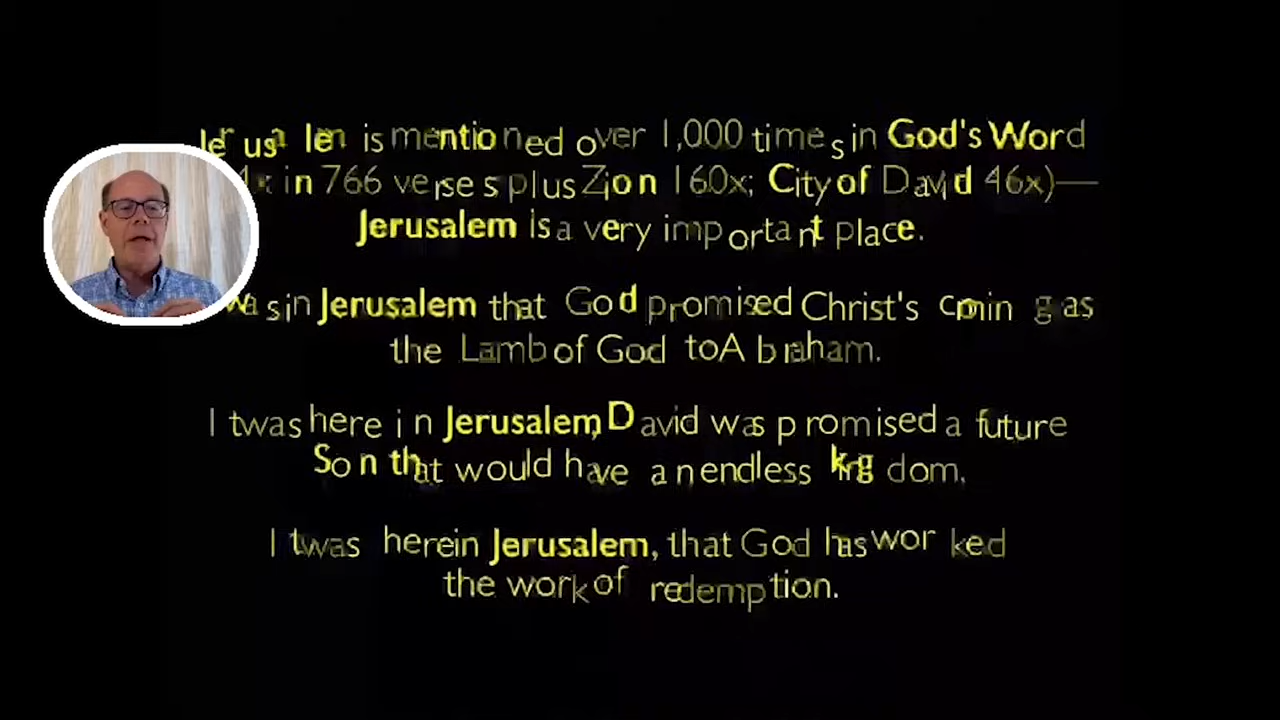 Jerusalem is mentioned over 1,000 times in God's Word
in 766 verses plus Zion 160x; City of David 46x)—
Jerusalem is a very important place.
was in Jerusalem that God promised Christ's coming as
the Lamb of God to Abraham.
It was here in Jerusalem, David was promised a future
Son that would have an endless kingdom.
It was here in Jerusalem, that God has worked
the work of redemption.